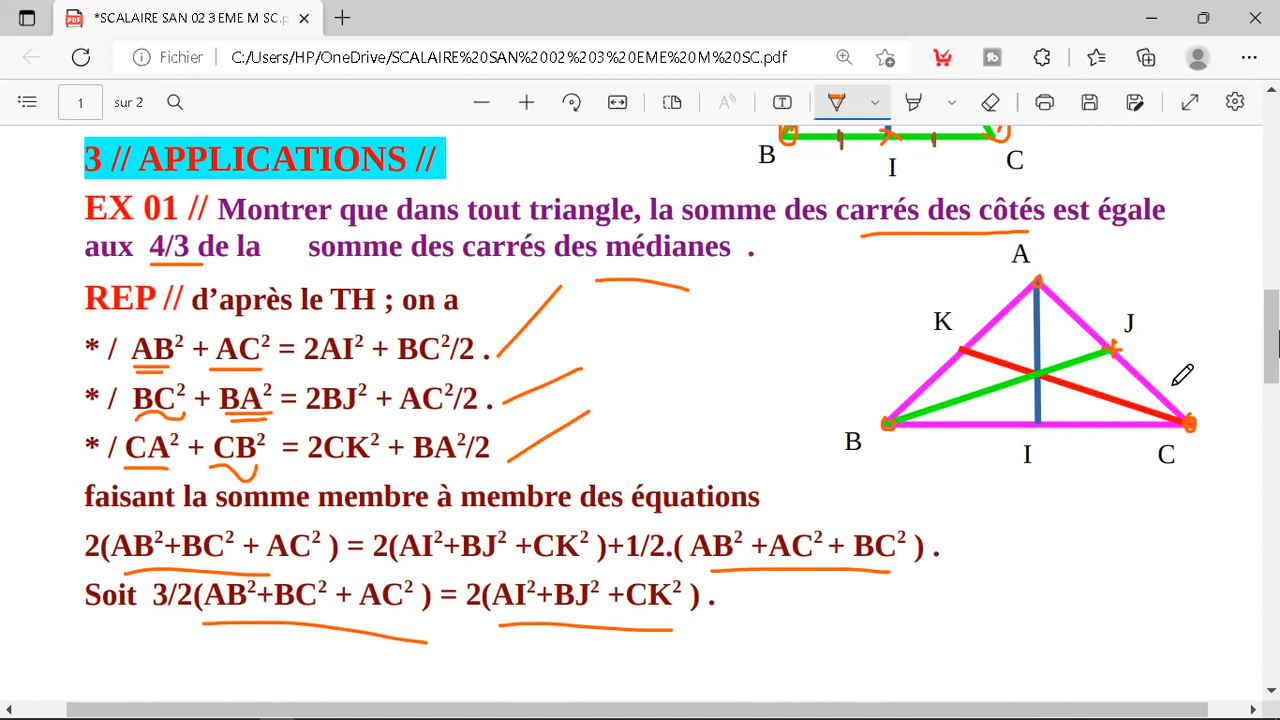 *SCALAIRE SAN 02 3 EME M SC.p
Fichier
C:/Users/HP/OneDrive/SCALAIRE%20SAN%2002%203%20EME%20M%20SC.pdf
1 sur 2
B I C
3 // APPLICATIONS //
EX 01 // Montrer que dans tout triangle, la somme des carrés des côtés est égale
aux 4/3 de la somme des carrés des médianes .
REP // d’après le TH ; on a
* / AB² + AC² = 2AI² + BC²/2 .
* / BC² + BA² = 2BJ² + AC²/2 .
* / CA² + CB² = 2CK² + BA²/2
faisant la somme membre à membre des équations
2(AB²+BC² + AC² ) = 2(AI²+BJ² +CK² )+1/2.( AB² +AC² + BC² ) .
Soit 3/2(AB²+BC² + AC² ) = 2(AI²+BJ² +CK² ) .
A
K J
B I C